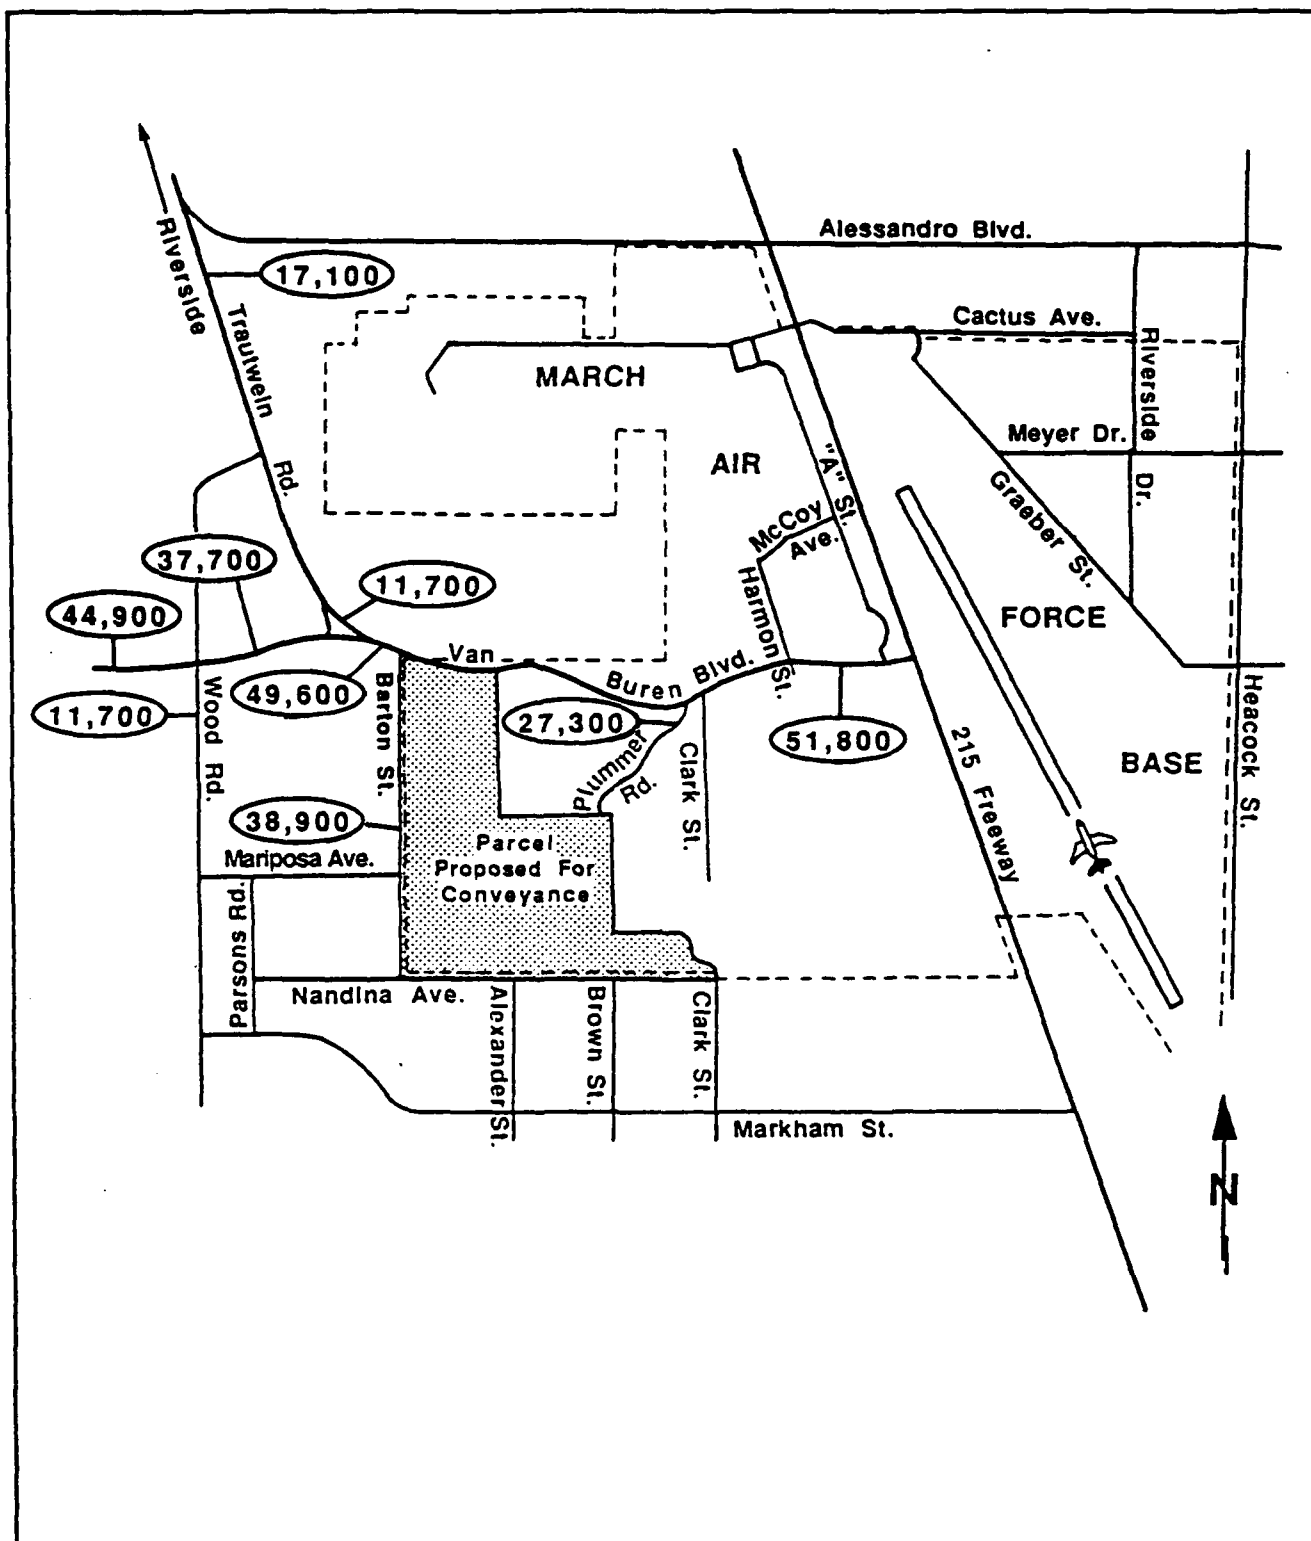 Alessandro Blvd.
Riverside
17,100
Trautwein
Rd.
Cactus Ave.
Riverside
Dr.
MARCH
Meyer Dr.
AIR
"A" St.
Graeber St.
McCoy
Ave.
37,700
11,700
Harmon St.
44,900
FORCE
Van
Buren Blvd.
49,600
Barton St.
11,700
Wood Rd.
27,300
Plummer
Rd.
Clark St.
51,800
215 Freeway
BASE
Heacock St.
38,900
Mariposa Ave.
Parcel
Proposed For
Conveyance
Parsons Rd.
Nandina Ave.
Alexander St.
Brown St.
Clark St.
Markham St.
N